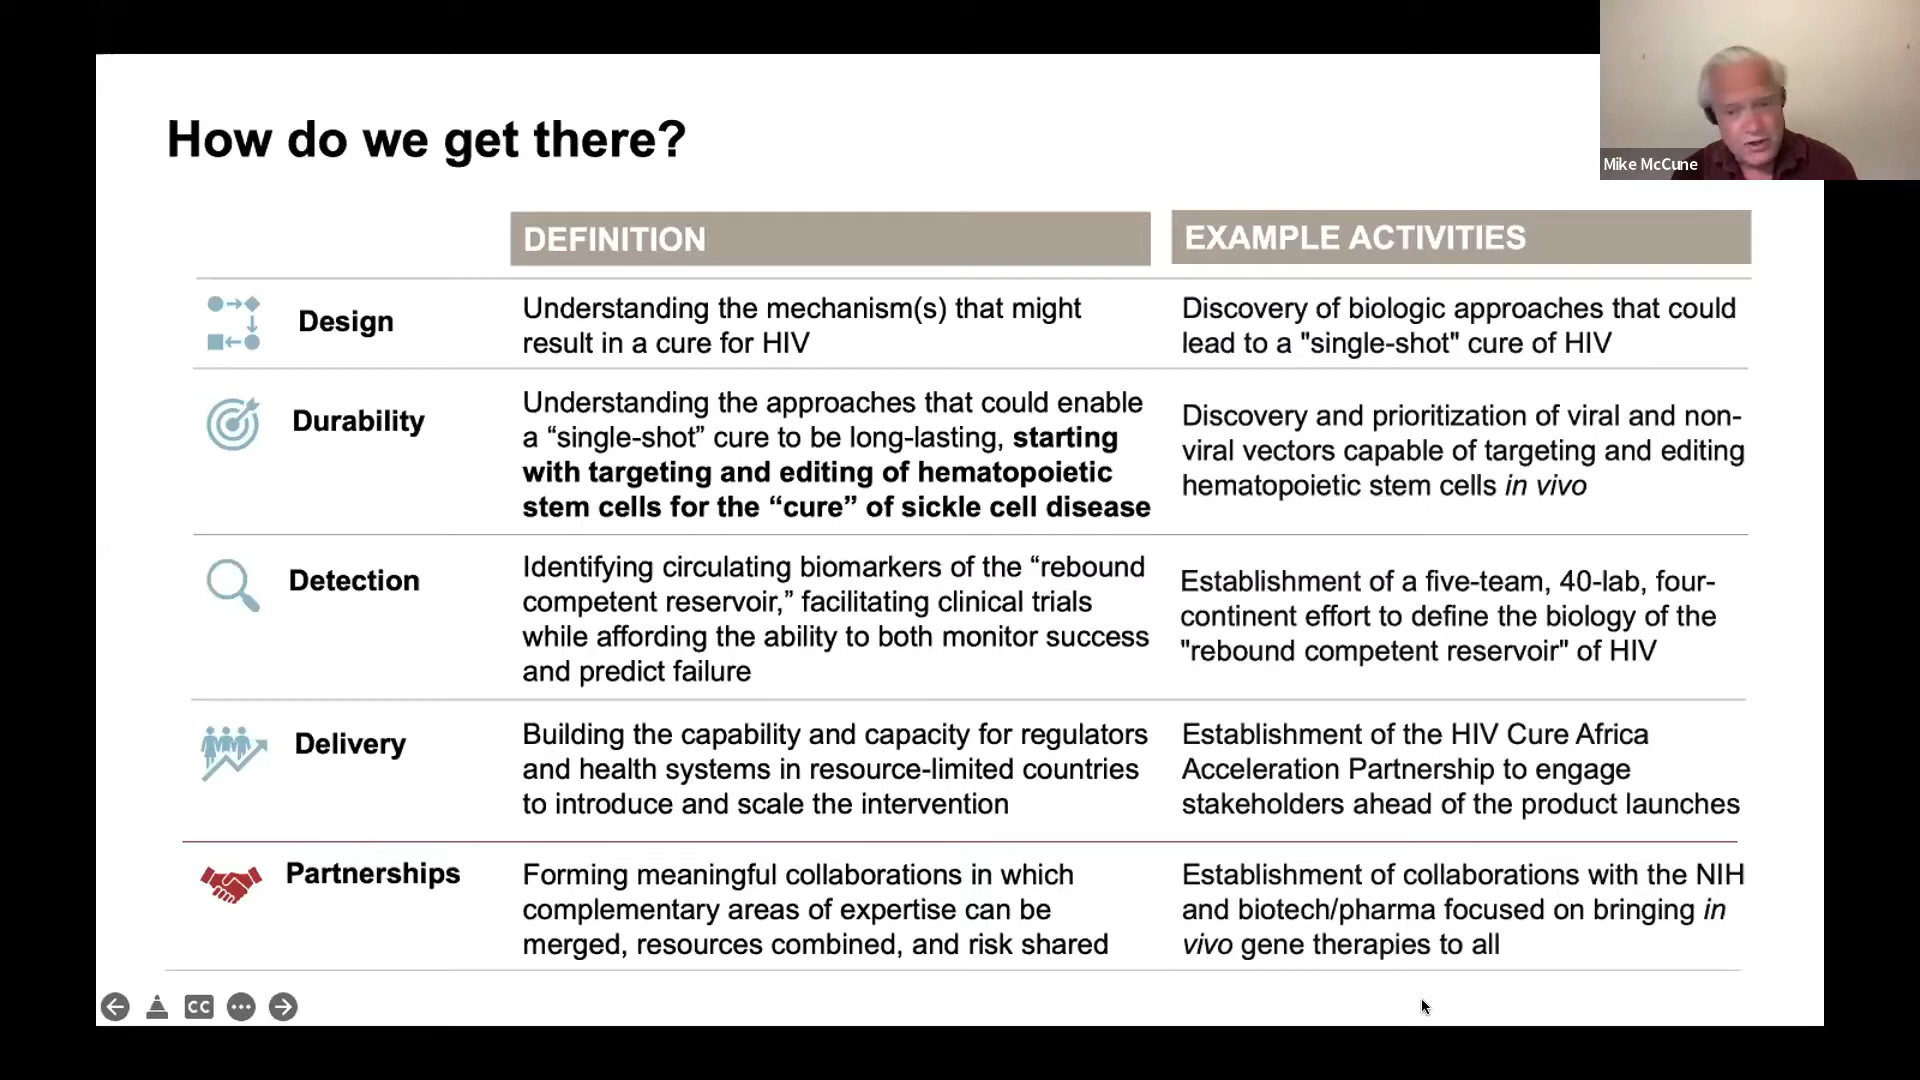 How do we get there?
Mike McCune
DEFINITION
EXAMPLE ACTIVITIES
Design
Understanding the mechanism(s) that might
result in a cure for HIV
Discovery of biologic approaches that could
lead to a "single-shot" cure of HIV
Durability
Understanding the approaches that could enable
a “single-shot” cure to be long-lasting, starting
with targeting and editing of hematopoietic
stem cells for the “cure” of sickle cell disease
Discovery and prioritization of viral and non-
viral vectors capable of targeting and editing
hematopoietic stem cells in vivo
Detection
Identifying circulating biomarkers of the “rebound
competent reservoir,” facilitating clinical trials
while affording the ability to both monitor success
and predict failure
Establishment of a five-team, 40-lab, four-
continent effort to define the biology of the
"rebound competent reservoir" of HIV
Delivery
Building the capability and capacity for regulators
and health systems in resource-limited countries
to introduce and scale the intervention
Establishment of the HIV Cure Africa
Acceleration Partnership to engage
stakeholders ahead of the product launches
Partnerships
Forming meaningful collaborations in which
complementary areas of expertise can be
merged, resources combined, and risk shared
Establishment of collaborations with the NIH
and biotech/pharma focused on bringing in
vivo gene therapies to all
CC